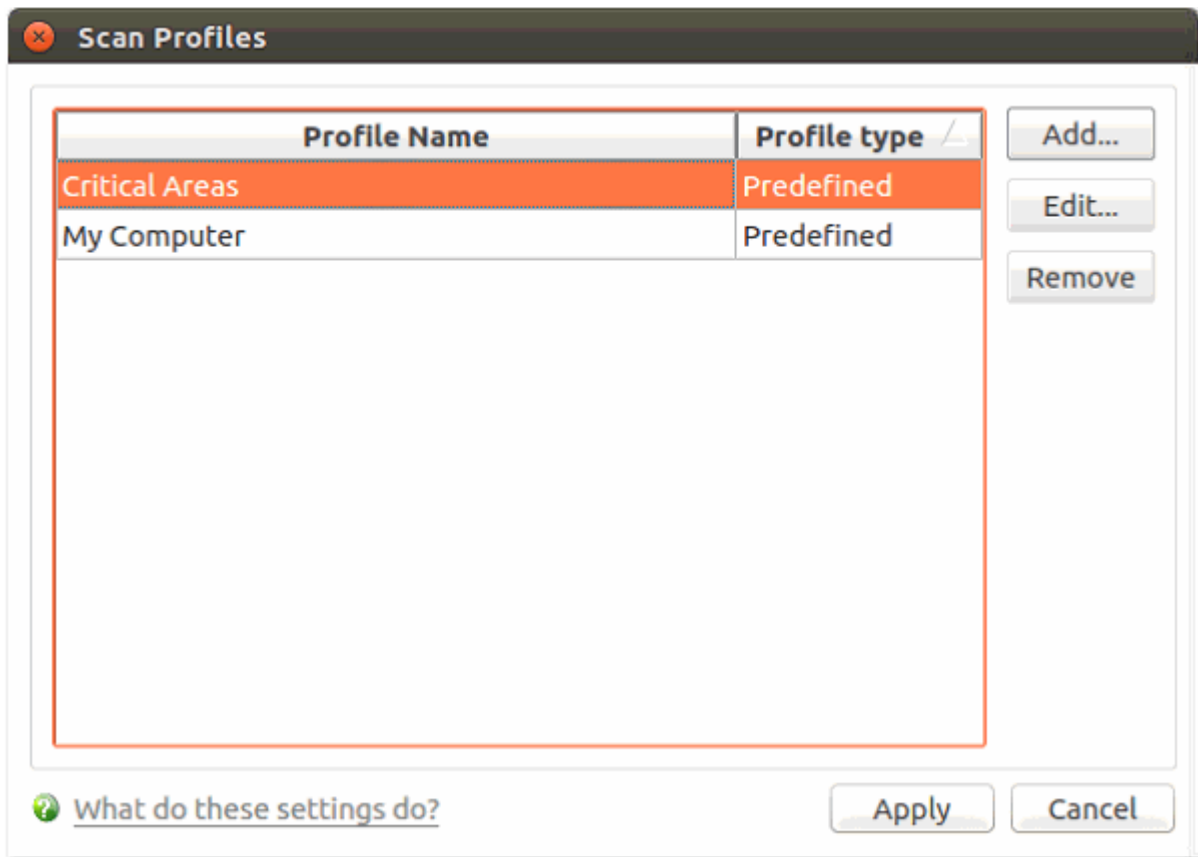 Scan Profiles
Profile Name Profile type
Add...
Critical Areas Predefined
Edit...
My Computer Predefined
Remove
What do these settings do?
Apply Cancel